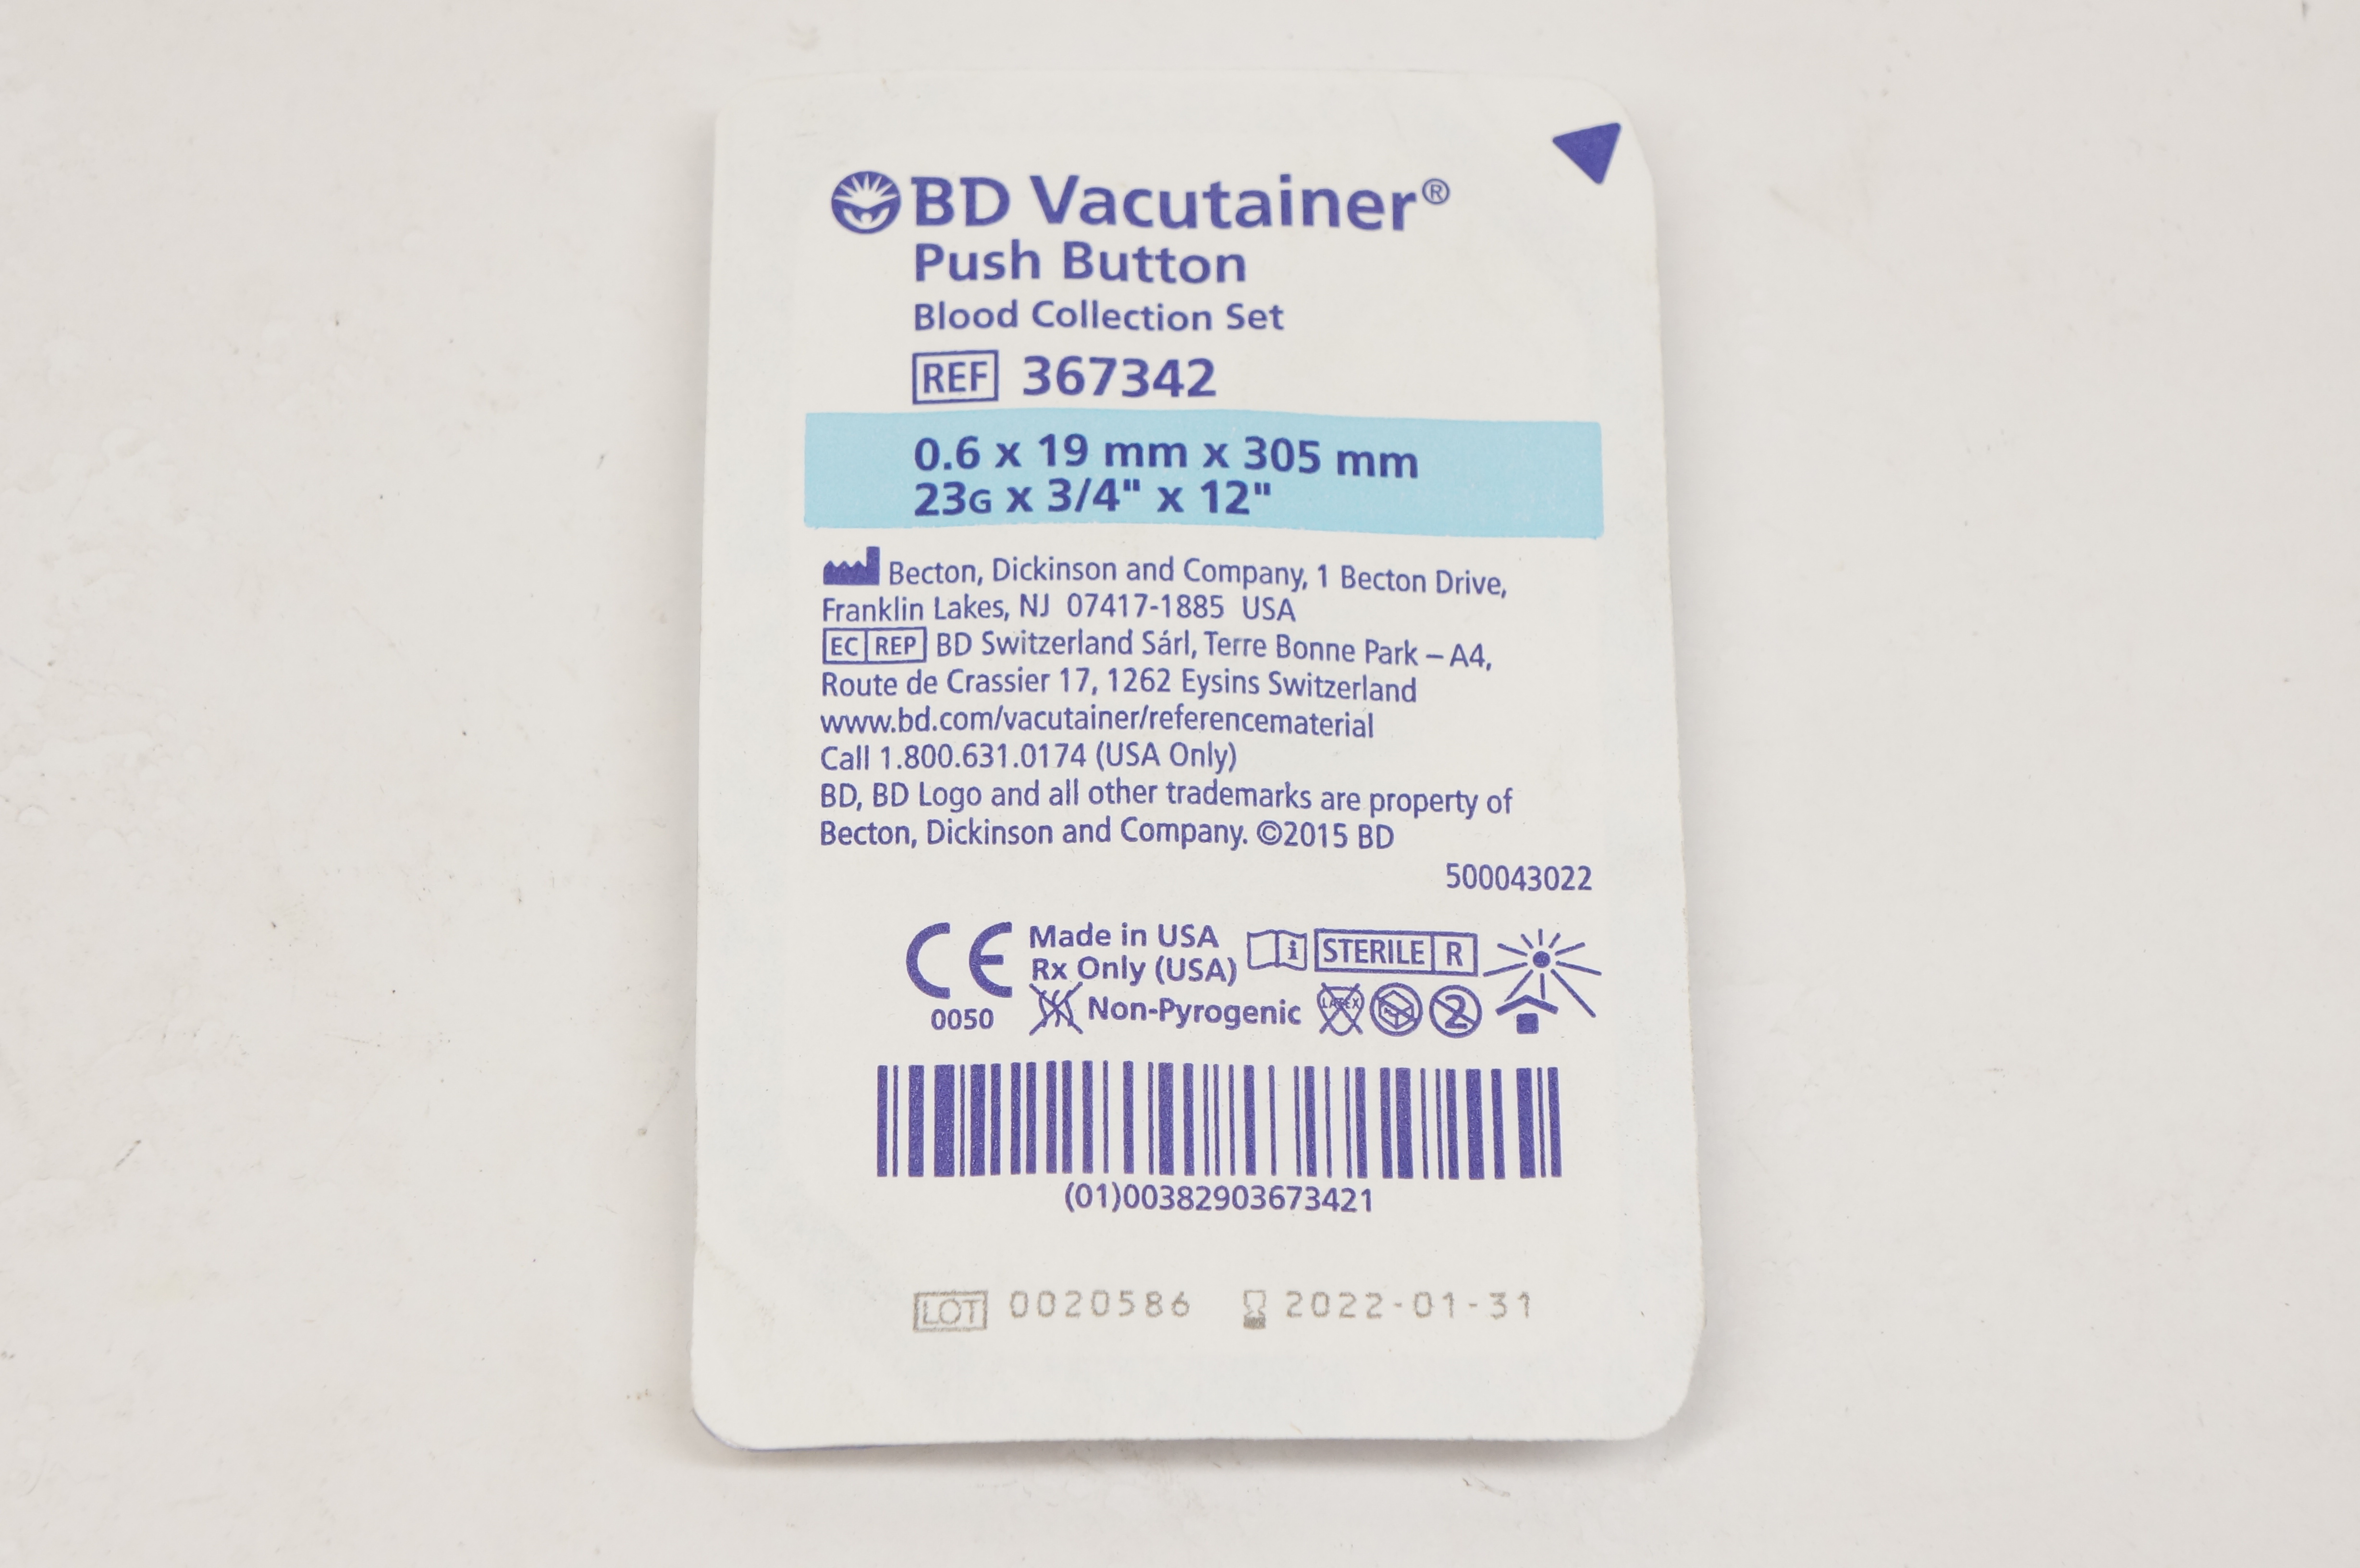 BD Vacutainer®
Push Button
Blood Collection Set
REF 367342
0.6 x 19 mm x 305 mm
23G x 3/4" x 12"
Becton, Dickinson and Company, 1 Becton Drive,
Franklin Lakes, NJ 07417-1885 USA
EC REP BD Switzerland Sárl, Terre Bonne Park – A4,
Route de Crassier 17, 1262 Eysins Switzerland
www.bd.com/vacutainer/referencematerial
Call 1.800.631.0174 (USA Only)
BD, BD Logo and all other trademarks are property of
Becton, Dickinson and Company. ©2015 BD
500043022
CE Made in USA i STERILE R
Rx Only (USA)
0050 Non-Pyrogenic LATEX 2
(01)00382903673421
LOT 0020586 2022-01-31